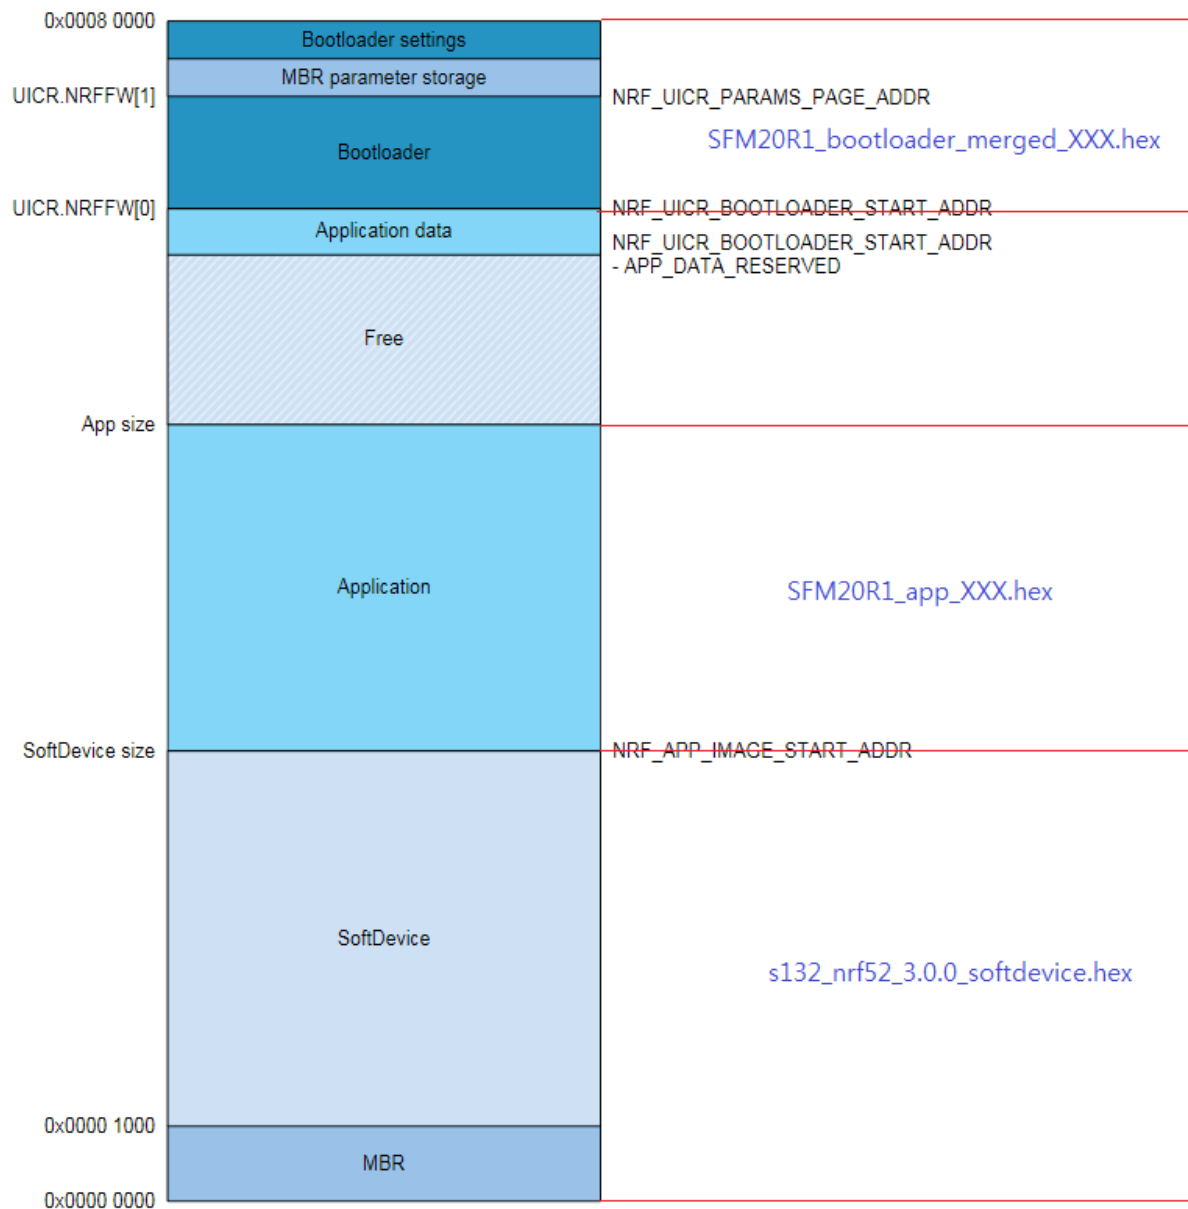 0x0008 0000
Bootloader settings
MBR parameter storage
UICR.NRFFW[1]
NRF_UICR_PARAMS_PAGE_ADDR
Bootloader
SFM20R1_bootloader_merged_XXX.hex
UICR.NRFFW[0]
NRF_UICR_BOOTLOADER_START_ADDR
Application data
NRF_UICR_BOOTLOADER_START_ADDR
- APP_DATA_RESERVED
Free
App size
Application
SFM20R1_app_XXX.hex
SoftDevice size
NRF_APP_IMAGE_START_ADDR
SoftDevice
s132_nrf52_3.0.0_softdevice.hex
0x0000 1000
MBR
0x0000 0000